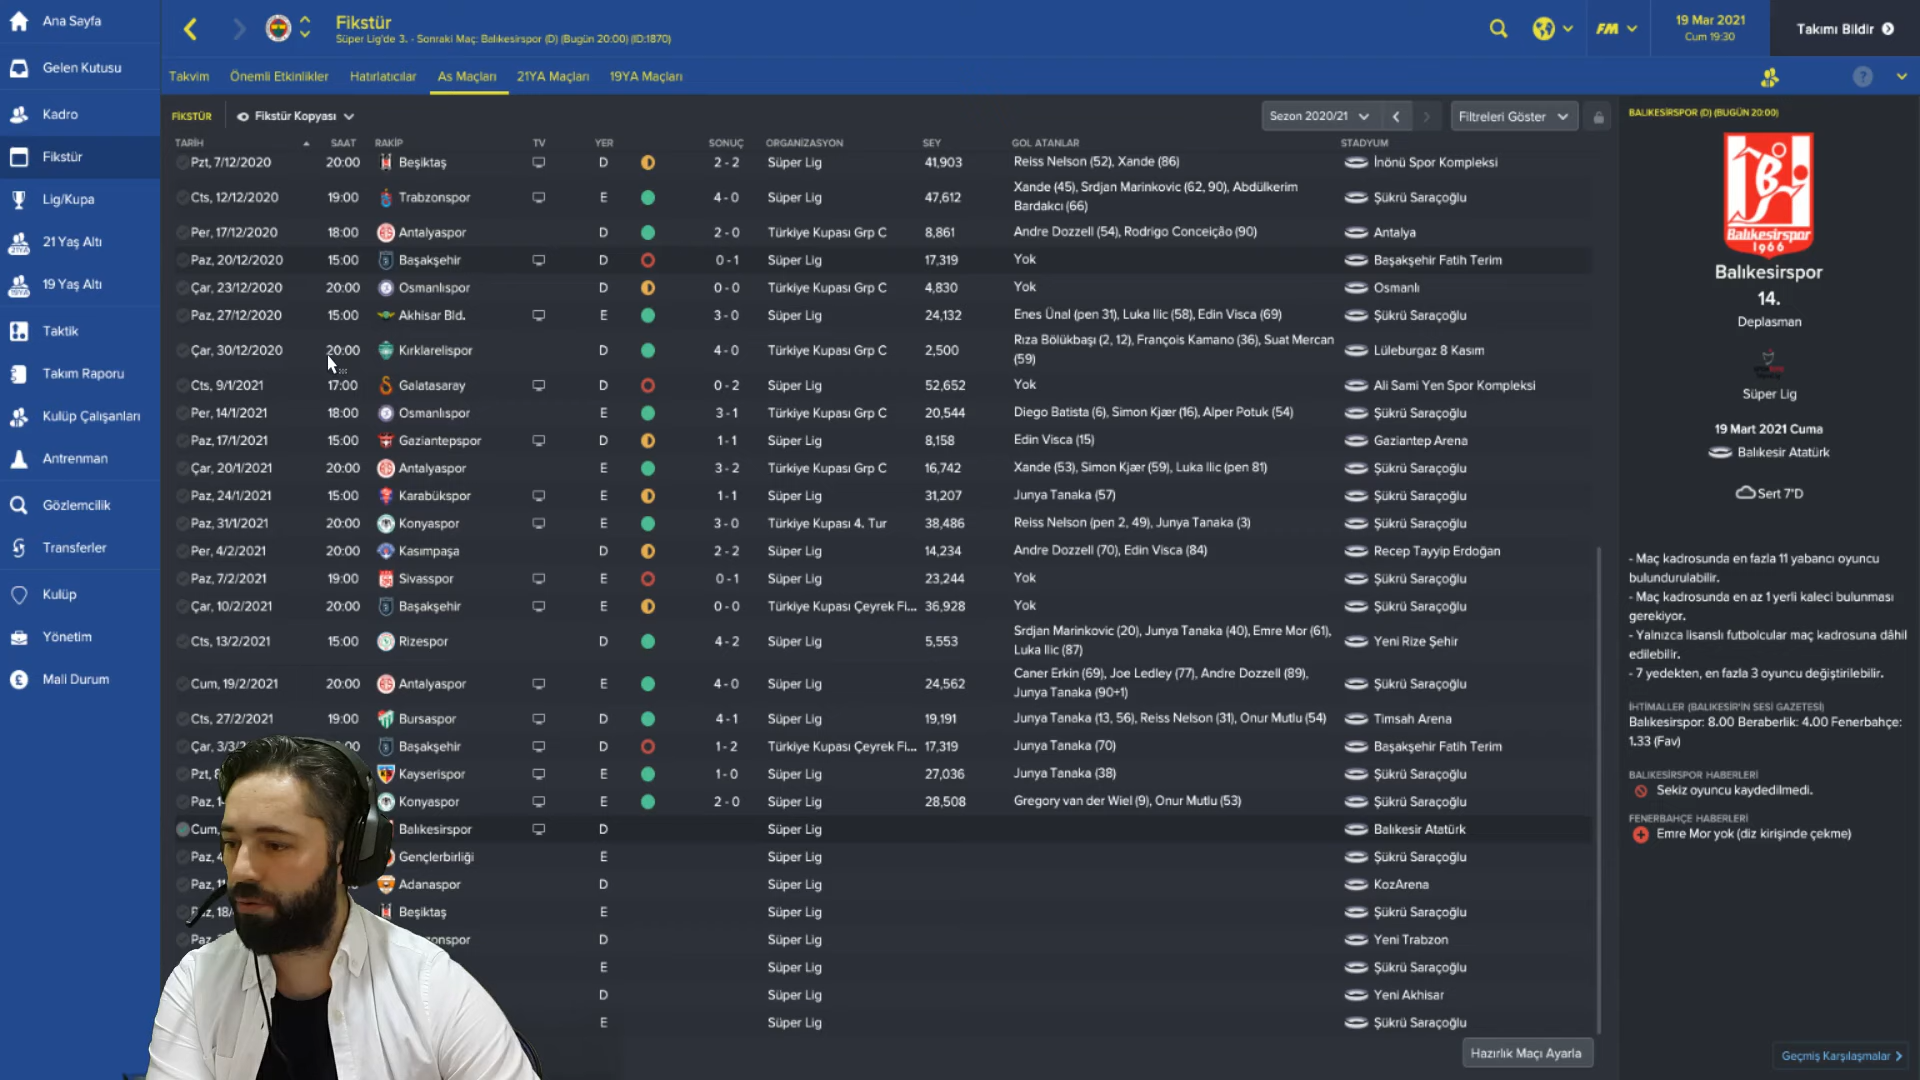 Ana Sayfa
Gelen Kutusu
Kadro
Fikstür
Lig/Kupa
21 Yaş Altı
19 Yaş Altı
Taktik
Takım Raporu
Kulüp Çalışanları
Antrenman
Gözlemcilik
Transferler
Kulüp
Yönetim
Mali Durum
Fikstür
Süper Lig'de 3. - Sonraki Maç: Balıkesirspor (D) (Bugün 20:00) (ID:1870)
FM
19 Mar 2021
Cum 19:30
Takımı Bildir
Takvim Önemli Etkinlikler Hatırlatıcılar As Maçları 21YA Maçları 19YA Maçları
FİKSTÜR Fikstür Kopyası Sezon 2020/21 Filtreleri Göster
TARİH SAAT RAKİP TV YER SONUÇ ORGANİZASYON SEY GOL ATANLAR STADYUM
Pzt, 7/12/2020 20:00 Beşiktaş D 2 - 2 Süper Lig 41,903 Reiss Nelson (52), Xande (86) İnönü Spor Kompleksi
Cts, 12/12/2020 19:00 Trabzonspor E 4 - 0 Süper Lig 47,612 Xande (45), Srdjan Marinkovic (62, 90), Abdülkerim Şükrü Saraçoğlu
Bardakcı (66)
Per, 17/12/2020 18:00 Antalyaspor D 2 - 0 Türkiye Kupası Grp C 8,861 Andre Dozzell (54), Rodrigo Conceição (90) Antalya
Paz, 20/12/2020 15:00 Başakşehir D 0 - 1 Süper Lig 17,319 Yok Başakşehir Fatih Terim
Çar, 23/12/2020 20:00 Osmanlıspor D 0 - 0 Türkiye Kupası Grp C 4,830 Yok Osmanlı
Paz, 27/12/2020 15:00 Akhisar Bld. E 3 - 0 Süper Lig 24,132 Enes Ünal (pen 31), Luka Ilic (58), Edin Visca (69) Şükrü Saraçoğlu
Çar, 30/12/2020 20:00 Kırklarelispor D 4 - 0 Türkiye Kupası Grp C 2,500 Rıza Bölükbaşı (2, 12), François Kamano (36), Suat Mercan Lüleburgaz 8 Kasım
(59)
Cts, 9/1/2021 17:00 Galatasaray D 0 - 2 Süper Lig 52,652 Yok Ali Sami Yen Spor Kompleksi
Per, 14/1/2021 18:00 Osmanlıspor E 3 - 1 Türkiye Kupası Grp C 20,544 Diego Batista (6), Simon Kjær (16), Alper Potuk (54) Şükrü Saraçoğlu
Paz, 17/1/2021 15:00 Gaziantepspor D 1 - 1 Süper Lig 8,158 Edin Visca (15) Gaziantep Arena
Çar, 20/1/2021 20:00 Antalyaspor E 3 - 2 Türkiye Kupası Grp C 16,742 Xande (53), Simon Kjær (59), Luka Ilic (pen 81) Şükrü Saraçoğlu
Paz, 24/1/2021 15:00 Karabükspor E 1 - 1 Süper Lig 31,207 Junya Tanaka (57) Şükrü Saraçoğlu
Paz, 31/1/2021 20:00 Konyaspor E 3 - 0 Türkiye Kupası 4. Tur 38,486 Reiss Nelson (pen 2, 49), Junya Tanaka (3) Şükrü Saraçoğlu
Per, 4/2/2021 20:00 Kasımpaşa D 2 - 2 Süper Lig 14,234 Andre Dozzell (70), Edin Visca (84) Recep Tayyip Erdoğan
Paz, 7/2/2021 19:00 Sivasspor E 0 - 1 Süper Lig 23,244 Yok Şükrü Saraçoğlu
Çar, 10/2/2021 20:00 Başakşehir E 0 - 0 Türkiye Kupası Çeyrek Fi... 36,928 Yok Şükrü Saraçoğlu
Cts, 13/2/2021 15:00 Rizespor D 4 - 2 Süper Lig 5,553 Srdjan Marinkovic (20), Junya Tanaka (40), Emre Mor (61), Yeni Rize Şehir
Luka Ilic (87)
Cum, 19/2/2021 20:00 Antalyaspor E 4 - 0 Süper Lig 24,562 Caner Erkin (69), Joe Ledley (77), Andre Dozzell (89), Şükrü Saraçoğlu
Junya Tanaka (90+1)
Cts, 27/2/2021 19:00 Bursaspor D 4 - 1 Süper Lig 19,191 Junya Tanaka (13, 56), Reiss Nelson (31), Onur Mutlu (54) Timsah Arena
Çar, 3/3 Başakşehir D 1 - 2 Türkiye Kupası Çeyrek Fi... 17,319 Junya Tanaka (70) Başakşehir Fatih Terim
Pzt, Kayserispor E 1 - 0 Süper Lig 27,036 Junya Tanaka (38) Şükrü Saraçoğlu
Paz, Konyaspor E 2 - 0 Süper Lig 28,508 Gregory van der Wiel (9), Onur Mutlu (53) Şükrü Saraçoğlu
Cum, Balıkesirspor D Süper Lig Balıkesir Atatürk
Paz, Gençlerbirliği E Süper Lig Şükrü Saraçoğlu
Paz, Adanaspor D Süper Lig KozArena
Beşiktaş E Süper Lig Şükrü Saraçoğlu
Paz, D Süper Lig Yeni Trabzon
E Süper Lig Şükrü Saraçoğlu
D Süper Lig Yeni Akhisar
E Süper Lig Şükrü Saraçoğlu
Hazırlık Maçı Ayarla
BALIKESİRSPOR (D) (BUGÜN 20:00)
Balıkesirspor
1966
Balıkesirspor
14.
Deplasman
Süper Lig
19 Mart 2021 Cuma
Balıkesir Atatürk
Sert 7°D
- Maç kadrosunda en fazla 11 yabancı oyuncu
bulundurulabilir.
- Maç kadrosunda en az 1 yerli kaleci bulunması
gerekiyor.
- Yalnızca lisanslı futbolcular maç kadrosuna dâhil
edilebilir.
- 7 yedekten, en fazla 3 oyuncu değiştirilebilir.
İHTİMALLER (BALIKESİR'İN SESİ GAZETESİ)
Balıkesirspor: 8.00 Beraberlik: 4.00 Fenerbahçe:
1.33 (Fav)
BALIKESİRSPOR HABERLERİ
Sekiz oyuncu kaydedilmedi.
FENERBAHÇE HABERLERİ
Emre Mor yok (diz kirişinde çekme)
Geçmiş Karşılaşmalar